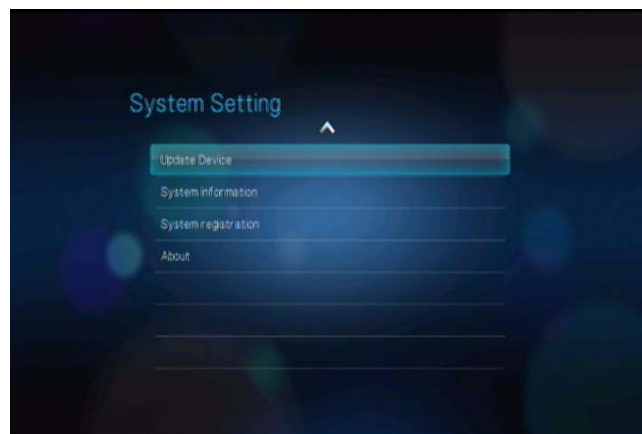 System Setting
Update Device
System information
System registration
About